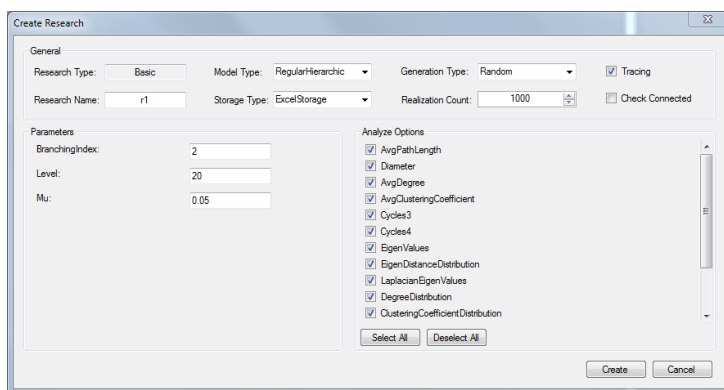 Create Research
General
Research Type: Basic Model Type: RegularHierarchic Generation Type: Random Tracing
Research Name: r1 Storage Type: ExcelStorage Realization Count: 1000 Check Connected
Parameters
BranchingIndex: 2
Level: 20
Mu: 0.05
Analyze Options
AvgPathLength
Diameter
AvgDegree
AvgClusteringCoefficient
Cycles3
Cycles4
EigenValues
EigenDistanceDistribution
LaplacianEigenValues
DegreeDistribution
ClusteringCoefficientDistribution
Select All Deselect All
Create Cancel